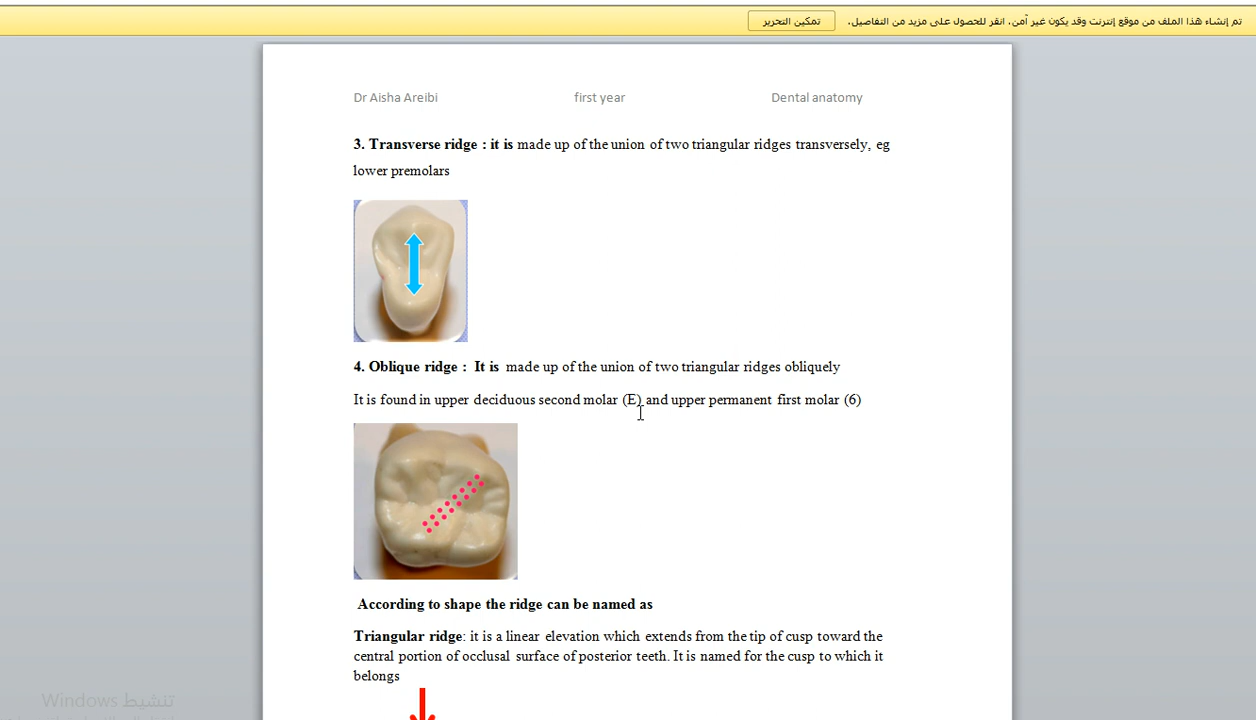 تم إنشاء هذا الملف من موقع إنترنت وقد يكون غير آمن. انقر للحصول على مزيد من التفاصيل. تمكين التحرير
Dr Aisha Areibi first year Dental anatomy
3. Transverse ridge : it is made up of the union of two triangular ridges transversely, eg
lower premolars
4. Oblique ridge : It is made up of the union of two triangular ridges obliquely
It is found in upper deciduous second molar (E) and upper permanent first molar (6)
According to shape the ridge can be named as
Triangular ridge: it is a linear elevation which extends from the tip of cusp toward the
central portion of occlusal surface of posterior teeth. It is named for the cusp to which it
belongs
تنشيط Windows